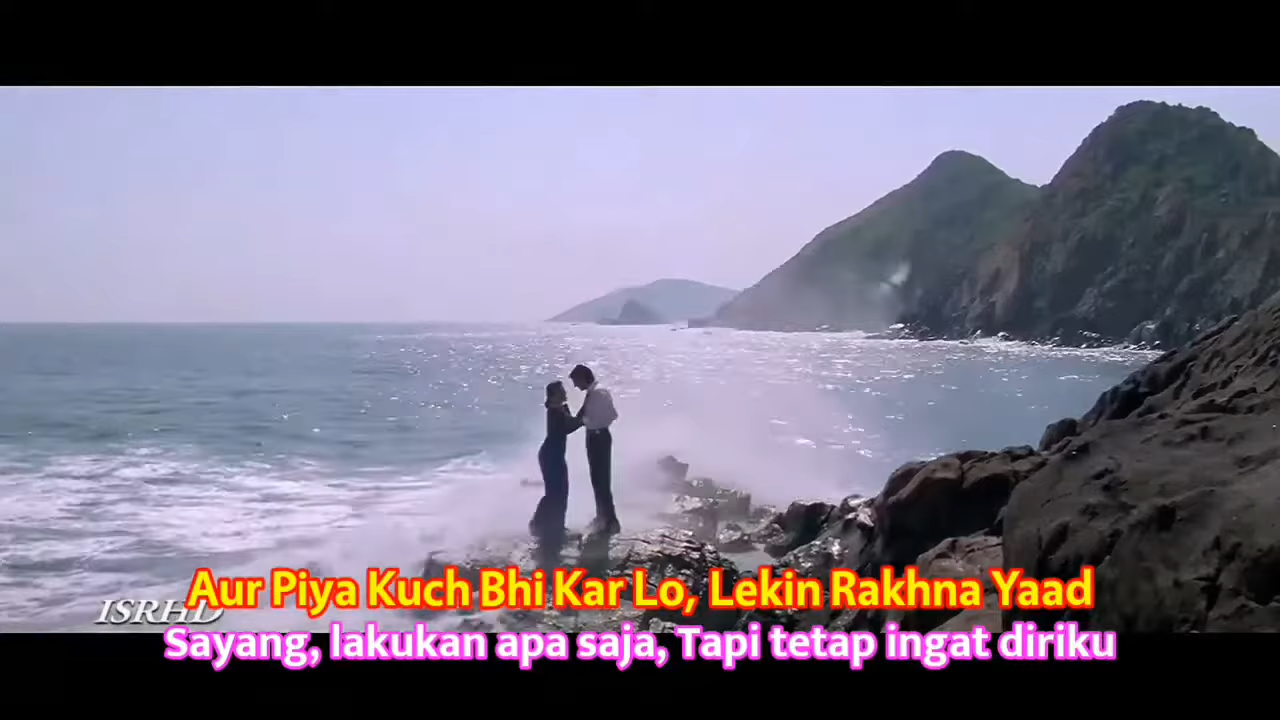 Aur Piya Kuch Bhi Kar Lo, Lekin Rakhna Yaad
ISRHD
Sayang, lakukan apa saja, Tapi tetap ingat diriku